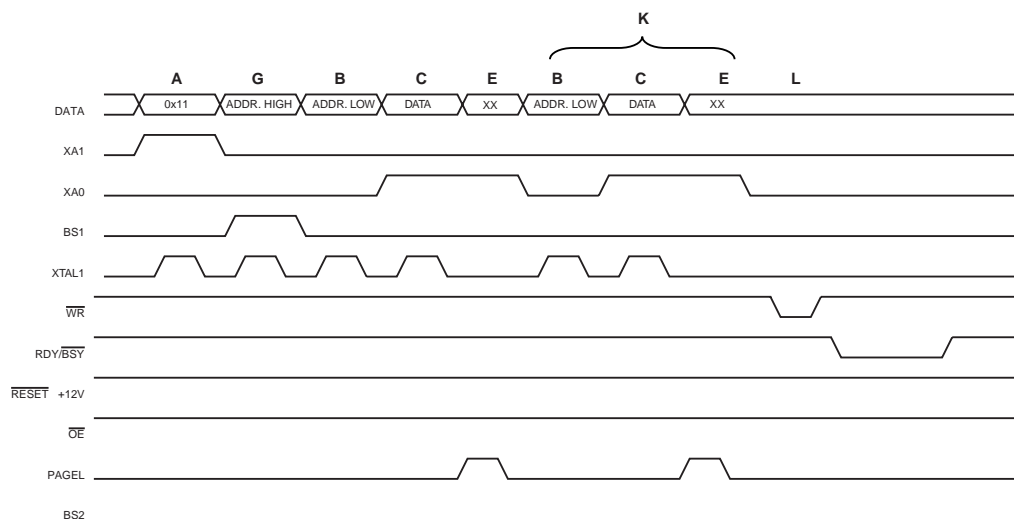 K
A G B C E B C E L
DATA 0x11 ADDR. HIGH ADDR. LOW DATA XX ADDR. LOW DATA XX
XA1
XA0
BS1
XTAL1
WR
RDY/BSY
RESET +12V
OE
PAGEL
BS2